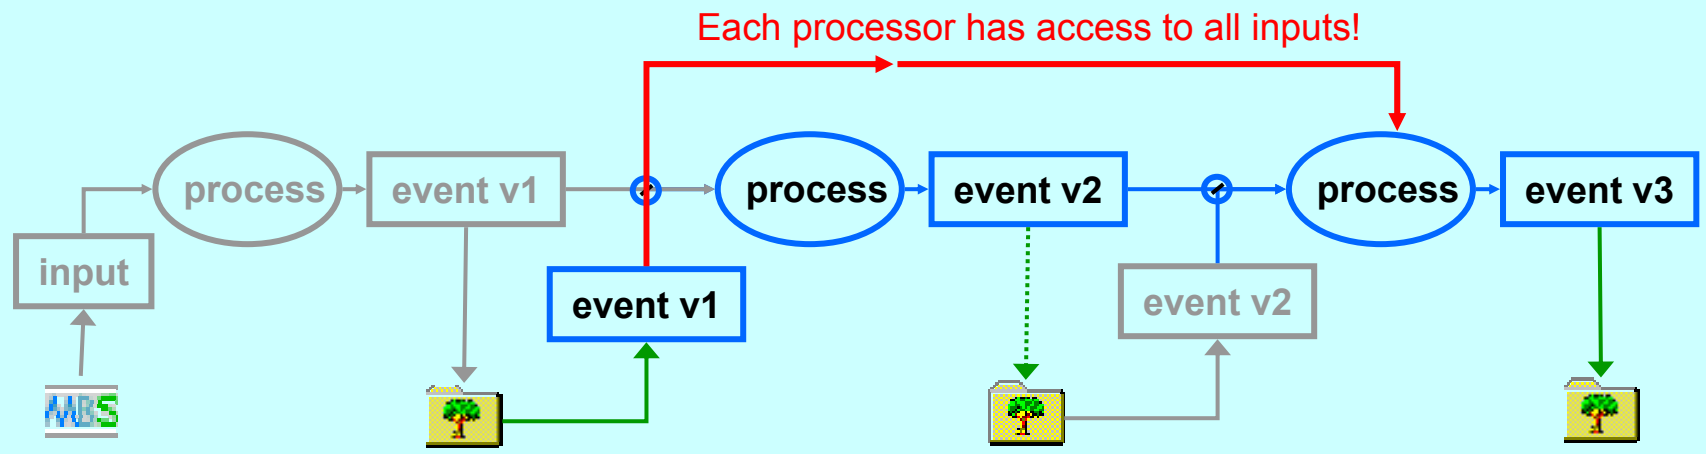 Each processor has access to all inputs!
process
event v1
process
event v2
process
event v3
input
event v1
event v2
MBS